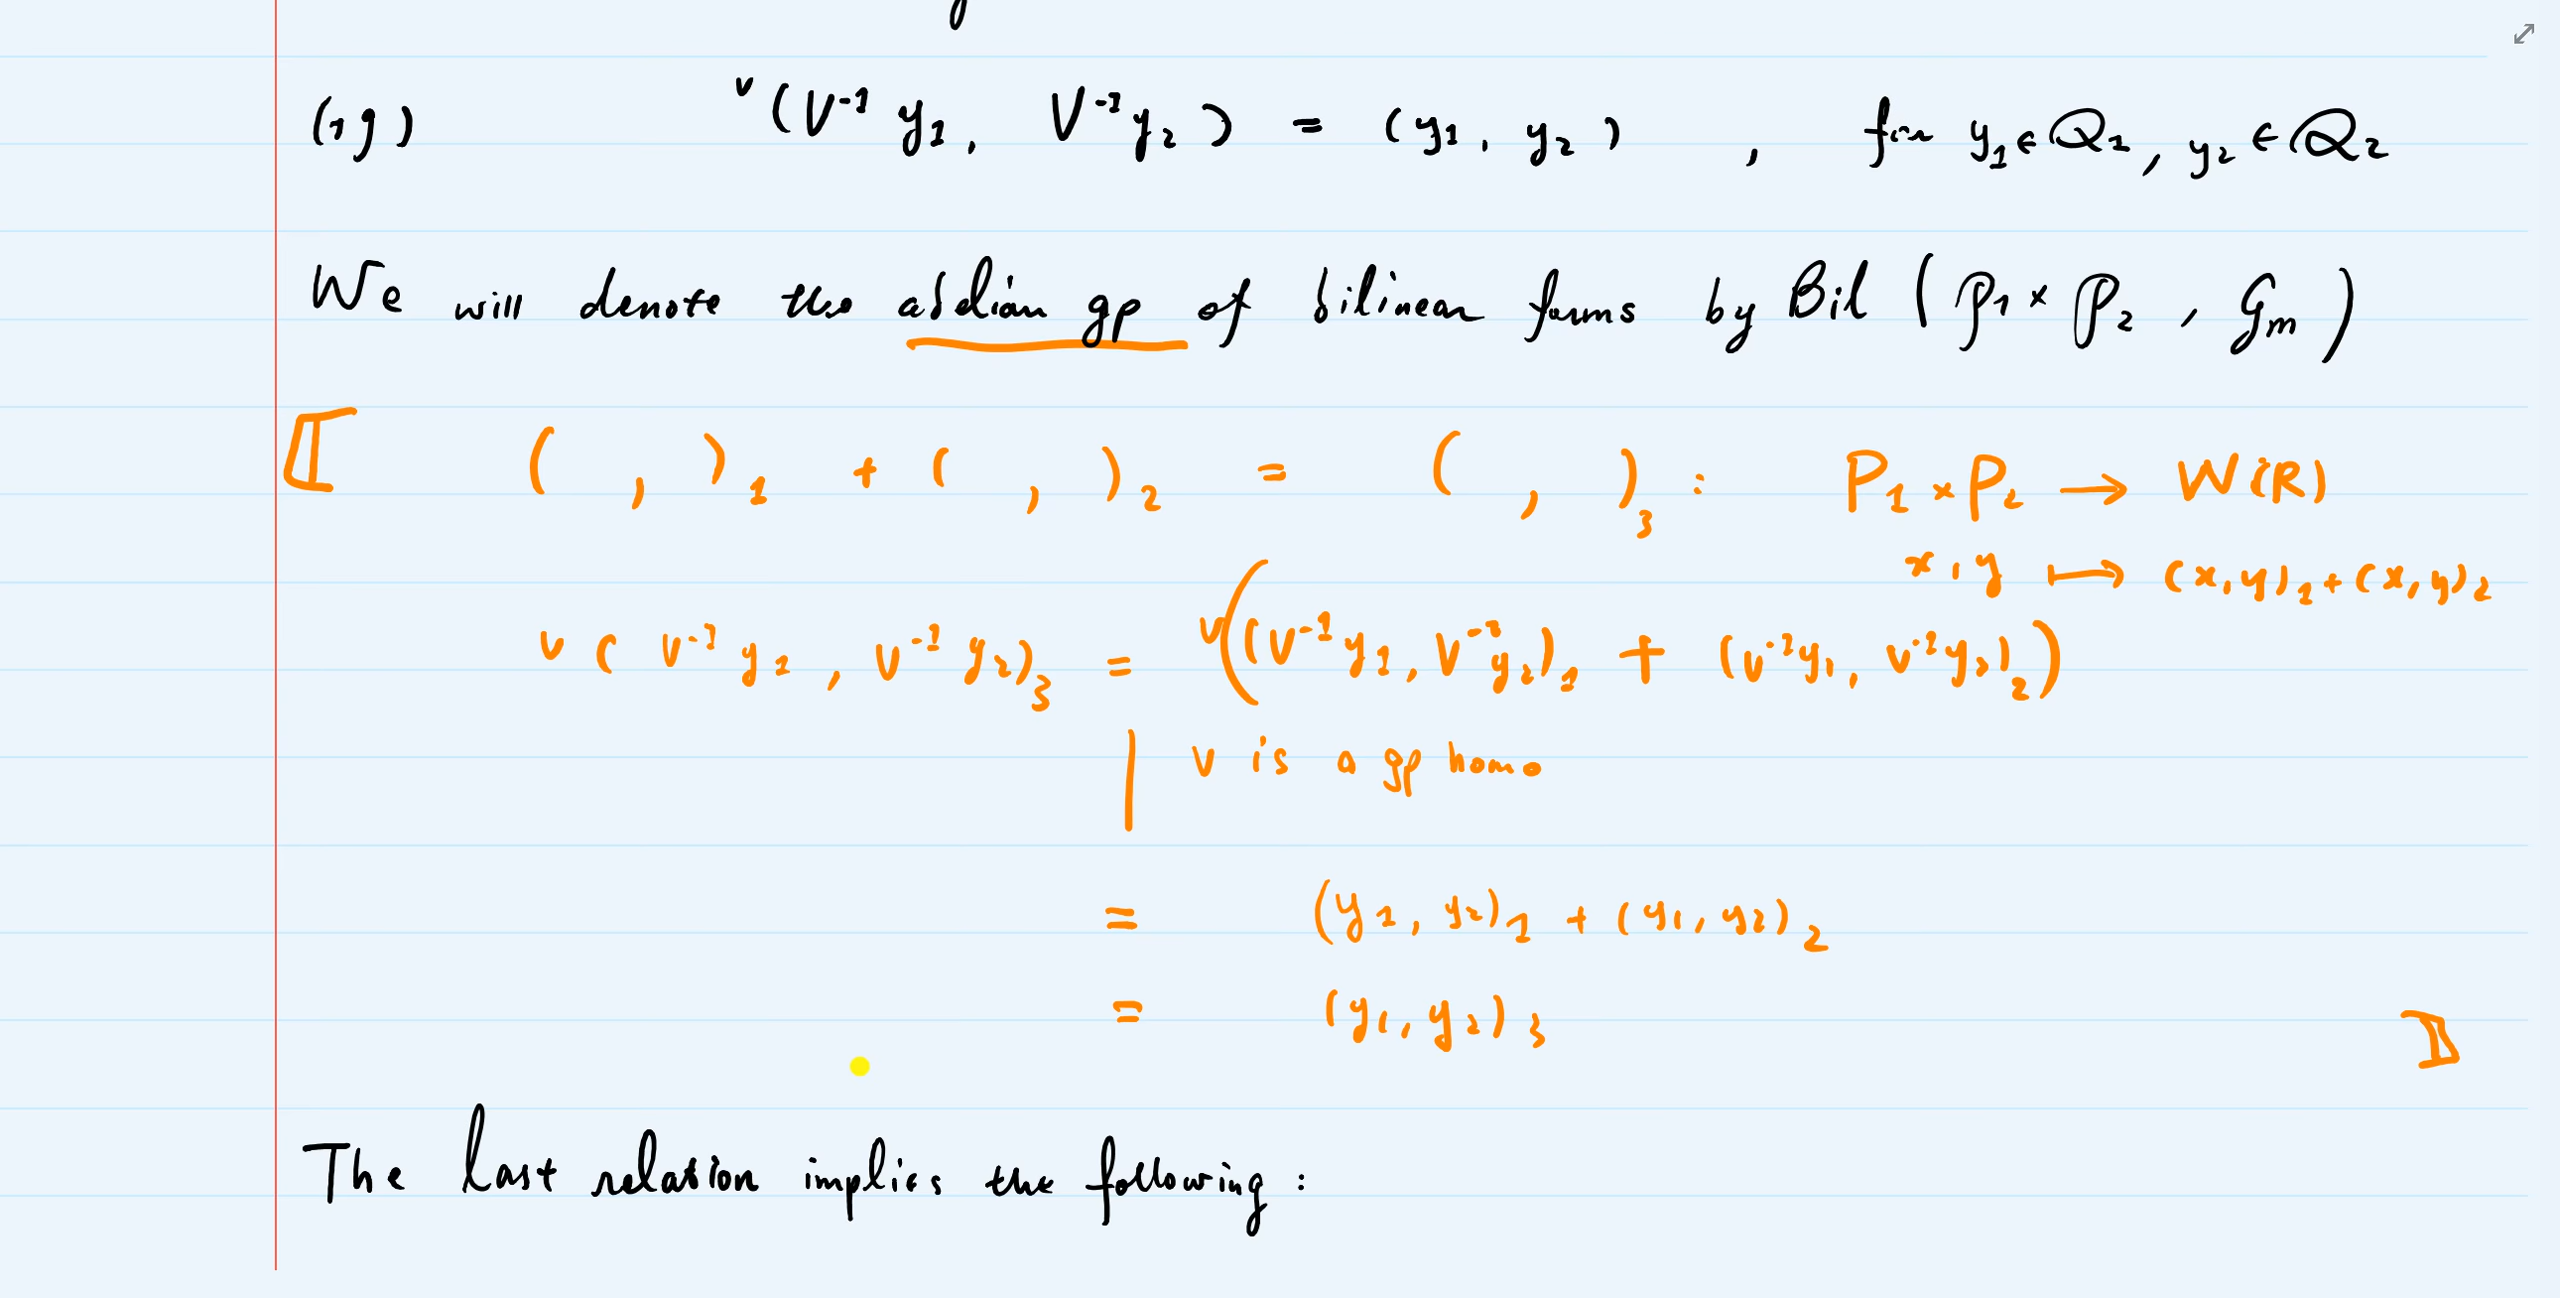 (19) ᵛ(V⁻¹ y₁, V⁻¹ y₂) = (y₁, y₂) , for y₁ ∈ Q₁, y₂ ∈ Q₂
We will denote the abelian gp of bilinear forms by Bil (P₁ × P₂, Gₘ)
⟦ ( , )₁ + ( , )₂ = ( , )₃ : P₁ × P₂ → W(R)
x, y ↦ (x, y)₁ + (x, y)₂
ᵛ(V⁻¹ y₁, V⁻¹ y₂)₃ = ᵛ((V⁻¹ y₁, V⁻¹ y₂)₁ + (V⁻¹ y₁, V⁻¹ y₂)₂)
| V is a gp homo
= (y₁, y₂)₁ + (y₁, y₂)₂
= (y₁, y₂)₃ ⟧
The last relation implies the following :